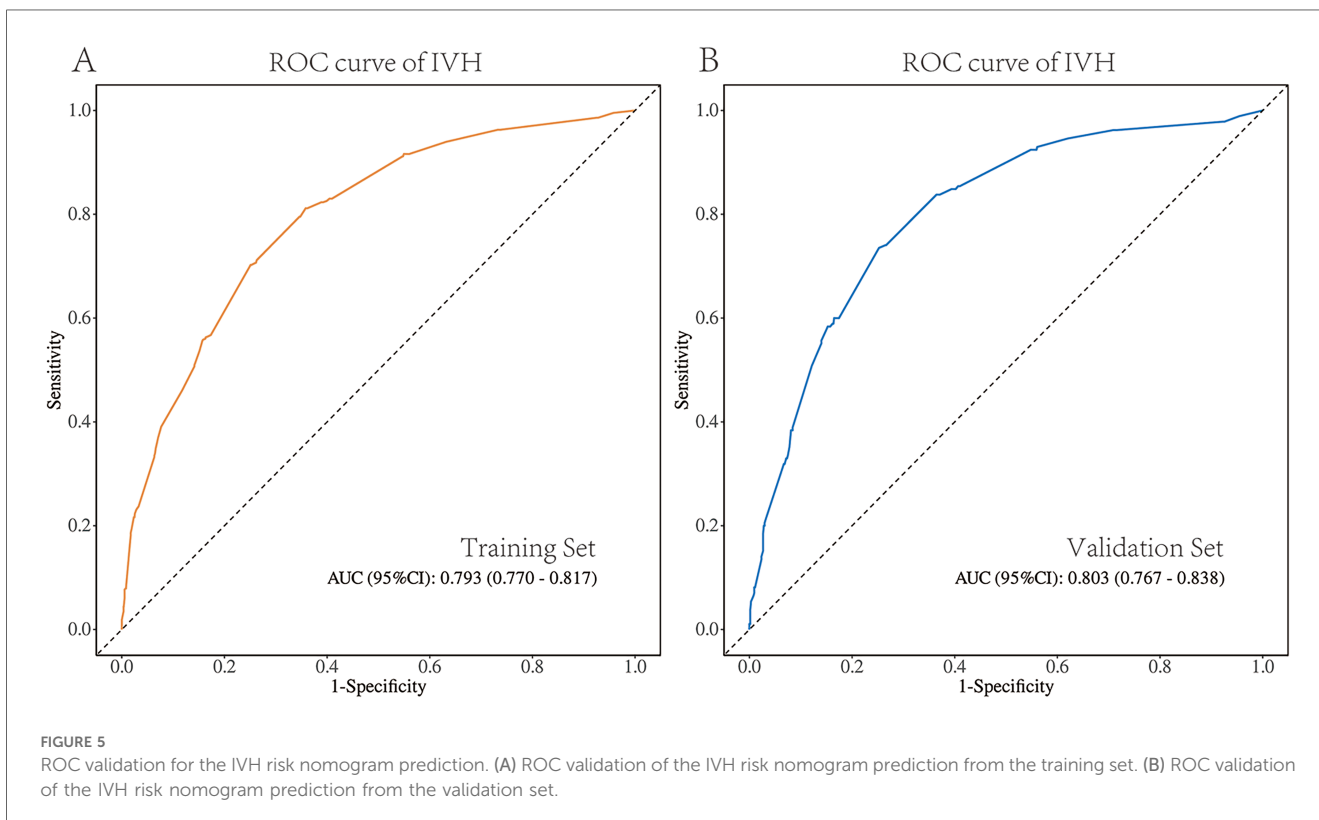 A
ROC curve of IVH
1.0
0.8
0.6
0.4
0.2
0.0
Sensitivity
Training Set
AUC (95%CI): 0.793 (0.770 - 0.817)
0.0 0.2 0.4 0.6 0.8 1.0
1-Specificity
B
ROC curve of IVH
1.0
0.8
0.6
0.4
0.2
0.0
Sensitivity
Validation Set
AUC (95%CI): 0.803 (0.767 - 0.838)
0.0 0.2 0.4 0.6 0.8 1.0
1-Specificity
FIGURE 5
ROC validation for the IVH risk nomogram prediction. (A) ROC validation of the IVH risk nomogram prediction from the training set. (B) ROC validation
of the IVH risk nomogram prediction from the validation set.